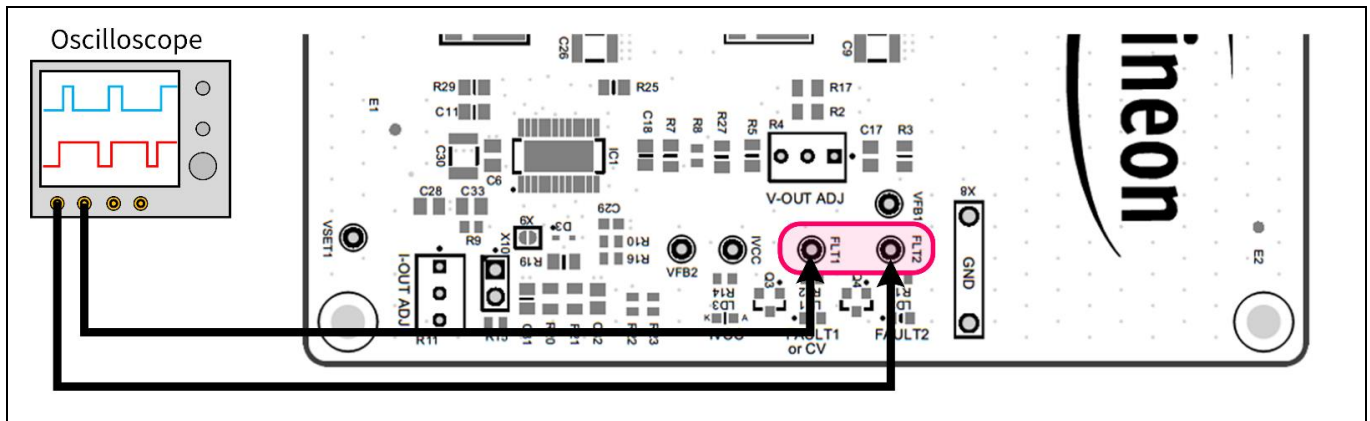 Oscilloscope
C26
C9
ineon
R29
R25
R17
C11
R2
E1
C18
R7
R8
R27
R5
R4
C17
R3
C30
C6
IC1
V-OUT ADJ
C28
C33
VSET1
R9
X9
D3
C29
R10
R16
VFB1
X8
X10
R19
VFB2
IVCC
FLT1
FLT2
GND
E2
I-OUT ADJ
R14
LD3
Q3
Q4
K
A
R11
FAULT2
or CV